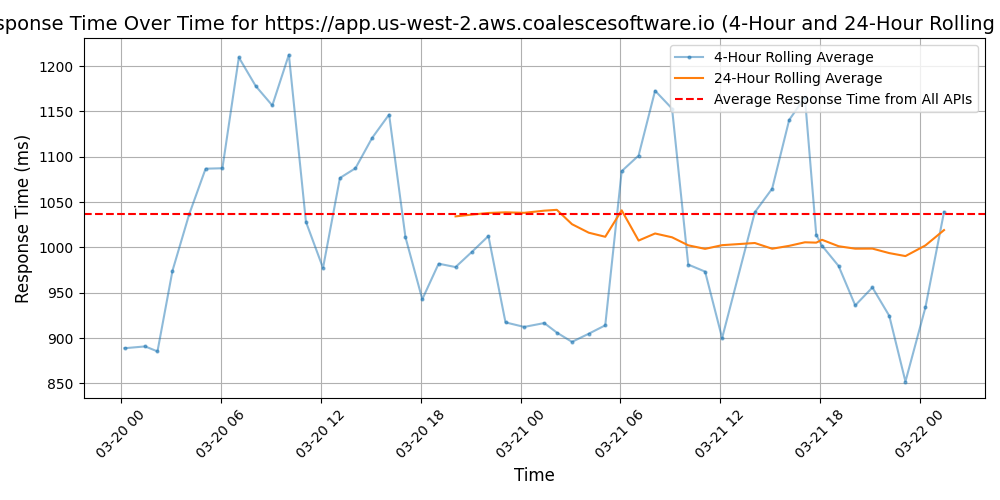 sponse Time Over Time for https://app.us-west-2.aws.coalescesoftware.io (4-Hour and 24-Hour Rolling
4-Hour Rolling Average
24-Hour Rolling Average
Average Response Time from All APIs
Response Time (ms)
1200
1150
1100
1050
1000
950
900
850
03-20 00
03-20 06
03-20 12
03-20 18
03-21 00
03-21 06
03-21 12
03-21 18
03-22 00
Time